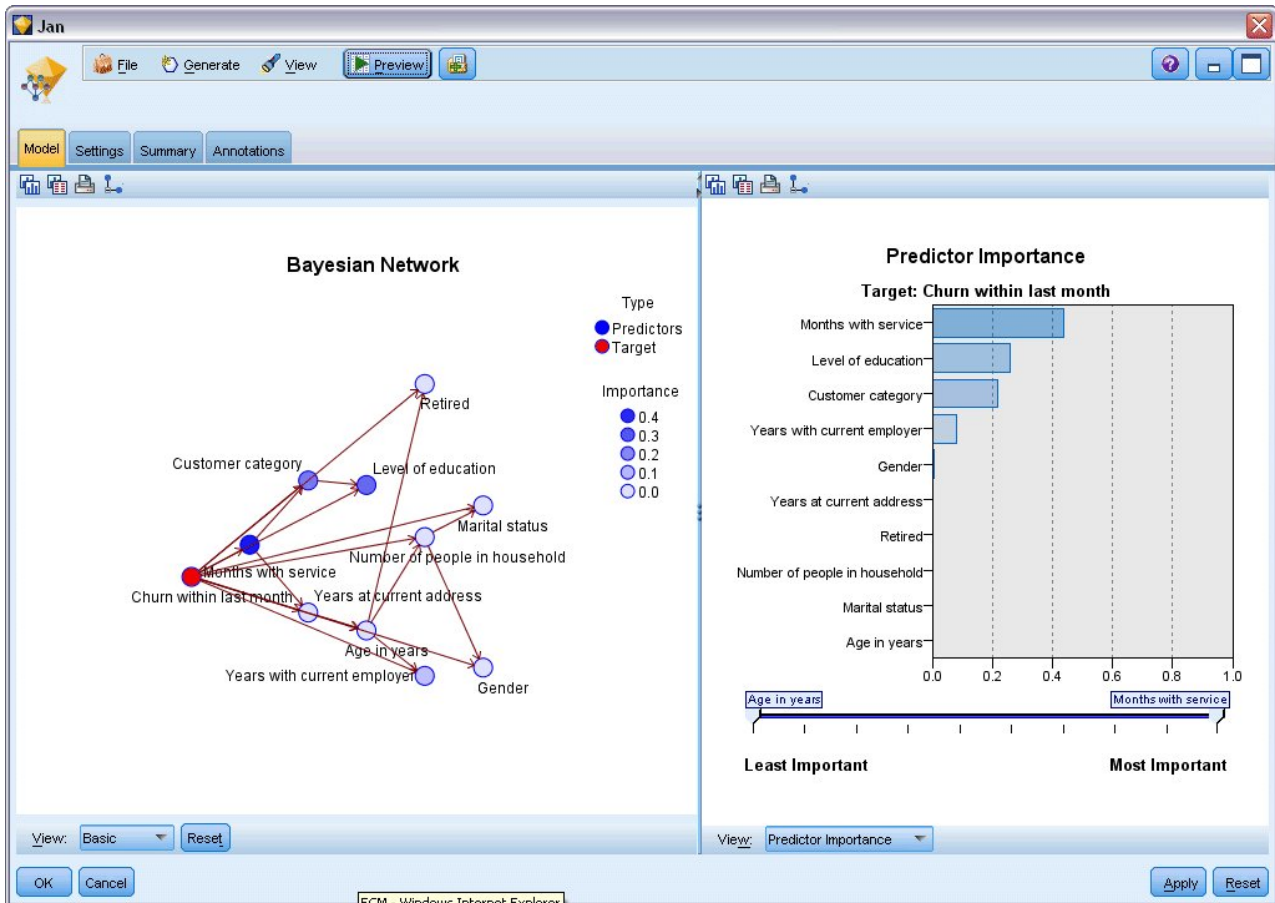 Jan
File Generate View Preview
Model Settings Summary Annotations
Bayesian Network
Type
Predictors
Target
Importance
0.4
0.3
0.2
0.1
0.0
Retired
Customer category
Level of education
Marital status
Number of people in household
Months with service
Churn within last month
Years at current address
Age in years
Years with current employer
Gender
View: Basic Reset
Predictor Importance
Target: Churn within last month
Months with service
Level of education
Customer category
Years with current employer
Gender
Years at current address
Retired
Number of people in household
Marital status
Age in years
0.0 0.2 0.4 0.6 0.8 1.0
Age in years Months with service
Least Important Most Important
View: Predictor Importance
OK Cancel Apply Reset
ECM - Windows Internet Explorer